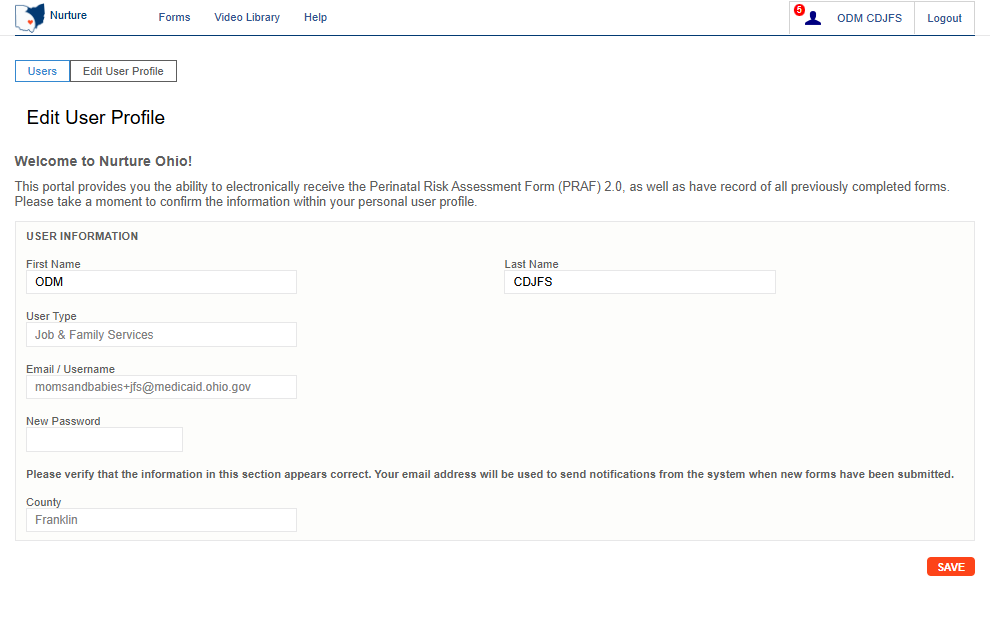 Nurture Forms Video Library Help 5 ODM CDJFS Logout
Users Edit User Profile
Edit User Profile
Welcome to Nurture Ohio!
This portal provides you the ability to electronically receive the Perinatal Risk Assessment Form (PRAF) 2.0, as well as have record of all previously completed forms.
Please take a moment to confirm the information within your personal user profile.
USER INFORMATION
First Name Last Name
ODM CDJFS
User Type
Job & Family Services
Email / Username
momsandbabies+jfs@medicaid.ohio.gov
New Password
Please verify that the information in this section appears correct. Your email address will be used to send notifications from the system when new forms have been submitted.
County
Franklin
SAVE